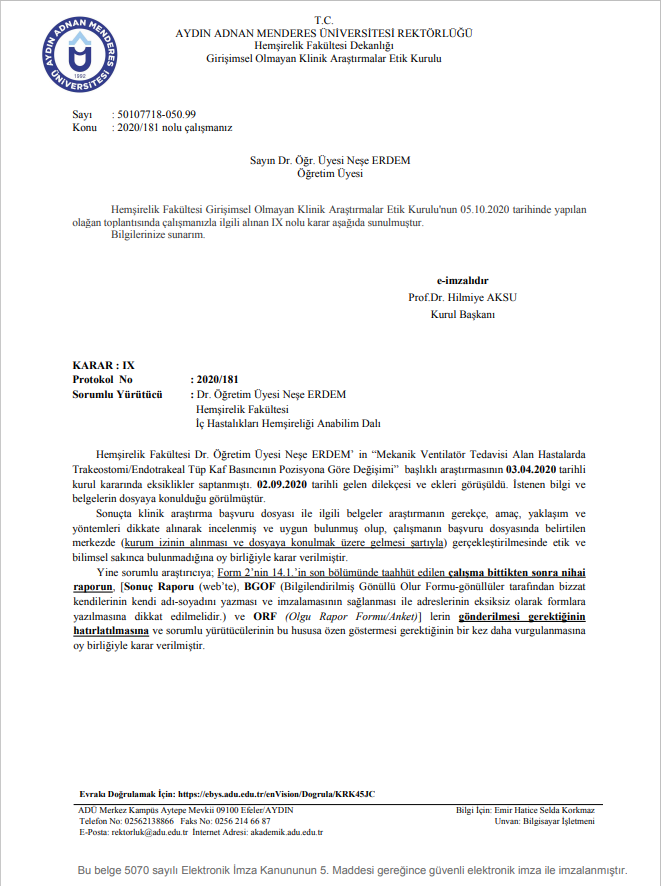 AYDIN ADNAN MENDERES
ÜNİVERSİTESİ
1992
T.C.
AYDIN ADNAN MENDERES ÜNİVERSİTESİ REKTÖRLÜĞÜ
Hemşirelik Fakültesi Dekanlığı
Girişimsel Olmayan Klinik Araştırmalar Etik Kurulu
Sayı : 50107718-050.99
Konu : 2020/181 nolu çalışmanız
Sayın Dr. Öğr. Üyesi Neşe ERDEM
Öğretim Üyesi
Hemşirelik Fakültesi Girişimsel Olmayan Klinik Araştırmalar Etik Kurulu'nun 05.10.2020 tarihinde yapılan
olağan toplantısında çalışmanızla ilgili alınan IX nolu karar aşağıda sunulmuştur.
Bilgilerinize sunarım.
e-imzalıdır
Prof.Dr. Hilmiye AKSU
Kurul Başkanı
KARAR : IX
Protokol No : 2020/181
Sorumlu Yürütücü : Dr. Öğretim Üyesi Neşe ERDEM
Hemşirelik Fakültesi
İç Hastalıkları Hemşireliği Anabilim Dalı
Hemşirelik Fakültesi Dr. Öğretim Üyesi Neşe ERDEM’ in “Mekanik Ventilatör Tedavisi Alan Hastalarda
Trakeostomi/Endotrakeal Tüp Kaf Basıncının Pozisyona Göre Değişimi” başlıklı araştırmasının 03.04.2020 tarihli
kurul kararında eksiklikler saptanmıştı. 02.09.2020 tarihli gelen dilekçesi ve ekleri görüşüldü. İstenen bilgi ve
belgelerin dosyaya konulduğu görülmüştür.
Sonuçta klinik araştırma başvuru dosyası ile ilgili belgeler araştırmanın gerekçe, amaç, yaklaşım ve
yöntemleri dikkate alınarak incelenmiş ve uygun bulunmuş olup, çalışmanın başvuru dosyasında belirtilen
merkezde (kurum izinin alınması ve dosyaya konulmak üzere gelmesi şartıyla) gerçekleştirilmesinde etik ve
bilimsel sakınca bulunmadığına oy birliğiyle karar verilmiştir.
Yine sorumlu araştırıcıya; Form 2’nin 14.1.’in son bölümünde taahhüt edilen çalışma bittikten sonra nihai
raporun, [Sonuç Raporu (web’te), BGOF (Bilgilendirilmiş Gönüllü Olur Formu-gönüllüler tarafından bizzat
kendilerinin kendi adı-soyadını yazması ve imzalamasının sağlanması ile adreslerinin eksiksiz olarak formlara
yazılmasına dikkat edilmelidir.) ve ORF (Olgu Rapor Formu/Anket)] lerin gönderilmesi gerektiğinin
hatırlatılmasına ve sorumlu yürütücülerinin bu hususa özen göstermesi gerektiğinin bir kez daha vurgulanmasına
oy birliğiyle karar verilmiştir.
Evrakı Doğrulamak İçin: https://ebys.adu.edu.tr/enVision/Dogrula/KRK45JC
ADÜ Merkez Kampüs Aytepe Mevkii 09100 Efeler/AYDIN Bilgi İçin: Emir Hatice Selda Korkmaz
Telefon No: 02562138866 Faks No: 0256 214 66 87 Unvan: Bilgisayar İşletmeni
E-Posta: rektorluk@adu.edu.tr İnternet Adresi: akademik.adu.edu.tr
Bu belge 5070 sayılı Elektronik İmza Kanununun 5. Maddesi gereğince güvenli elektronik imza ile imzalanmıştır.